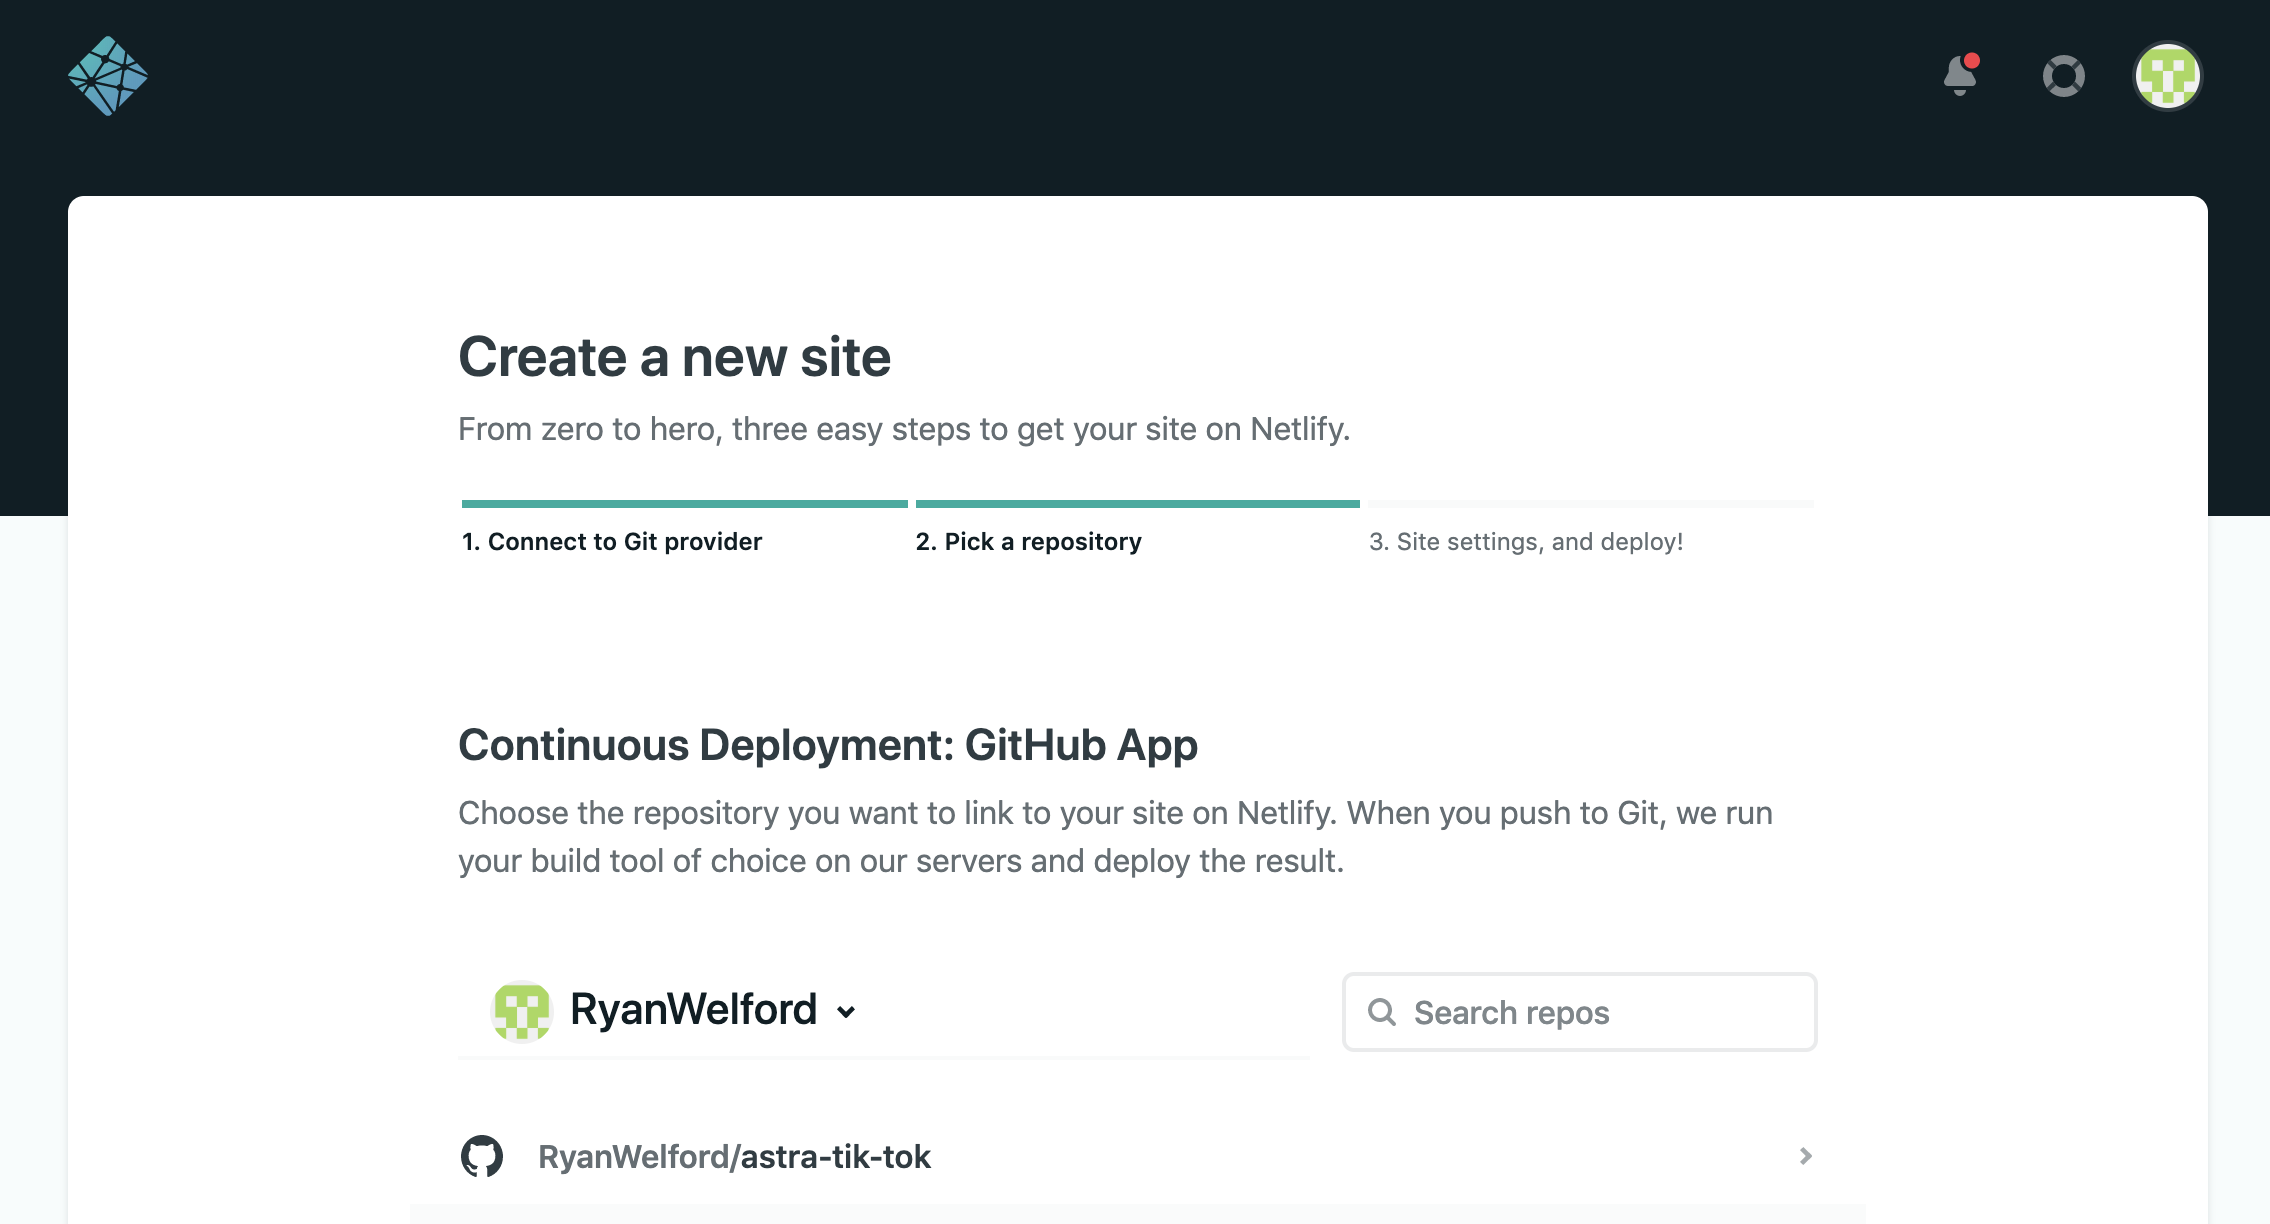 Create a new site
From zero to hero, three easy steps to get your site on Netlify.
1. Connect to Git provider
2. Pick a repository
3. Site settings, and deploy!
Continuous Deployment: GitHub App
Choose the repository you want to link to your site on Netlify. When you push to Git, we run
your build tool of choice on our servers and deploy the result.
RyanWelford
Search repos
RyanWelford/astra-tik-tok